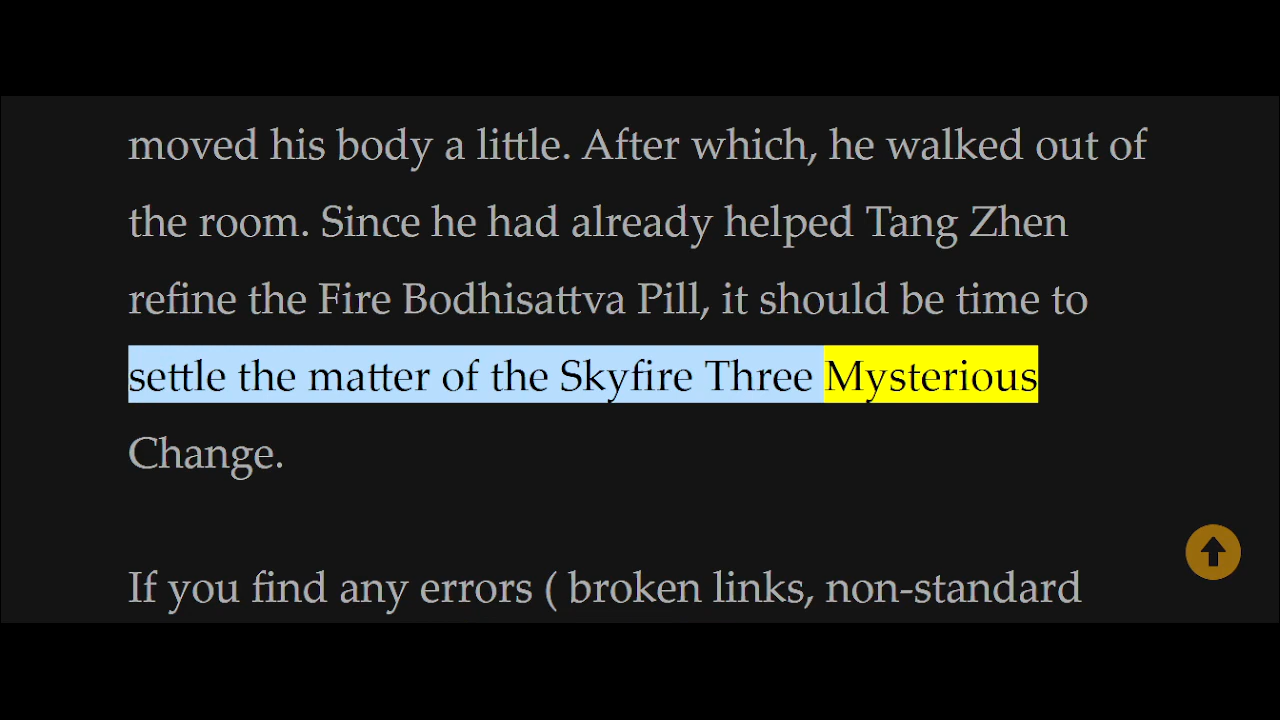 moved his body a little. After which, he walked out of
the room. Since he had already helped Tang Zhen
refine the Fire Bodhisattva Pill, it should be time to
settle the matter of the Skyfire Three Mysterious
Change.
If you find any errors ( broken links, non-standard